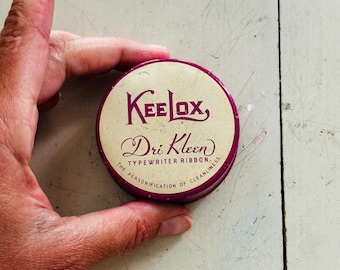 KeeLox
Dri Kleen
TYPEWRITER RIBBON
THE PERSONIFICATION OF CLEANLINESS